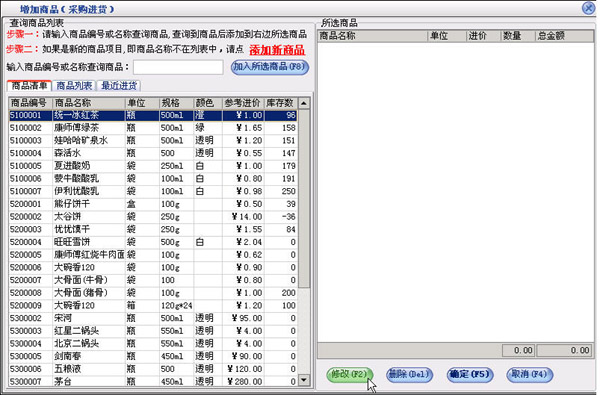 增加商品(采购进货)
查询商品列表
步骤一：请输入商品编号或名称查询商品,查询到商品后添加到右边所选商品
步骤二：如果是新的商品项目,即商品名称不在列表中,请点 添加新商品
输入商品编号或名称查询商品： 加入所选商品(F8)
商品清单 商品列表 最近进货
商品编号 商品名称 单位 规格 颜色 参考进价 库存数
5100001 统一冰红茶 瓶 500ml 橙 ￥1.00 96
5100002 康师傅绿茶 瓶 500ml 绿 ￥1.65 158
5100003 娃哈哈矿泉水 瓶 500ml 透明 ￥1.20 151
5100004 森活水 瓶 500 透明 ￥0.55 147
5100005 夏进酸奶 袋 250ml 白 ￥1.00 179
5100006 蒙牛酸酸乳 袋 100ml 白 ￥0.80 191
5100007 伊利优酸乳 袋 100ml 白 ￥0.98 250
5200001 熊仔饼干 盒 100g ￥0.50 39
5200002 太谷饼 袋 250g ￥14.00 -36
5200003 优优馍干 袋 250g ￥1.55 84
5200004 旺旺雪饼 袋 500g 白 ￥2.04 0
5200005 康师傅红烧牛肉面 袋 100g ￥0.62 0
5200006 大碗香120 袋 100g ￥0.90 0
5200007 大骨面(牛骨) 袋 100 ￥0.80 0
5200008 大骨面(猪骨) 袋 100g ￥1.00 200
5200009 大碗香120 箱 120g*24 ￥1.20 100
5300002 宋河 瓶 500ml 透明 ￥95.00 0
5300003 红星二锅头 瓶 550ml 透明 ￥4.00 0
5300004 北京二锅头 瓶 550ml 透明 ￥4.00 0
5300005 剑南春 瓶 450ml 透明 ￥90.00 0
5300006 五粮液 瓶 500 透明 ￥120.00 0
5300007 茅台 瓶 450ml 透明 ￥280.00 0
所选商品
商品名称 单位 进价 数量 总金额
0.00 0.00
修改(F2) 删除(Del) 确定(F5) 取消(F4)